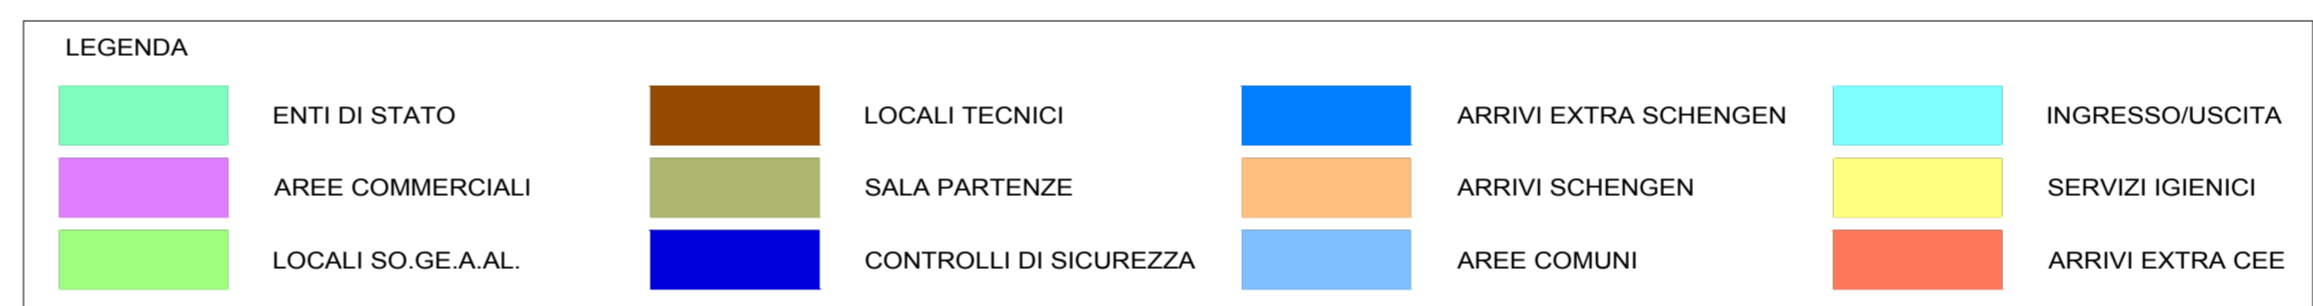 LEGENDA
ENTI DI STATO
LOCALI TECNICI
ARRIVI EXTRA SCHENGEN
INGRESSO/USCITA
AREE COMMERCIALI
SALA PARTENZE
ARRIVI SCHENGEN
SERVIZI IGIENICI
LOCALI SO.GE.A.AL.
CONTROLLI DI SICUREZZA
AREE COMUNI
ARRIVI EXTRA CEE